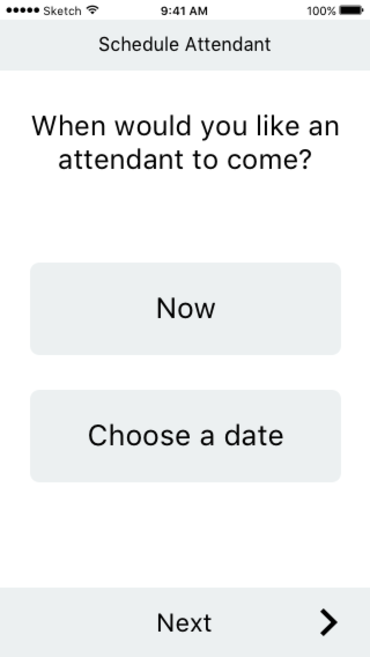 Sketch 9:41 AM 100%
Schedule Attendant
When would you like an
attendant to come?
Now
Choose a date
Next